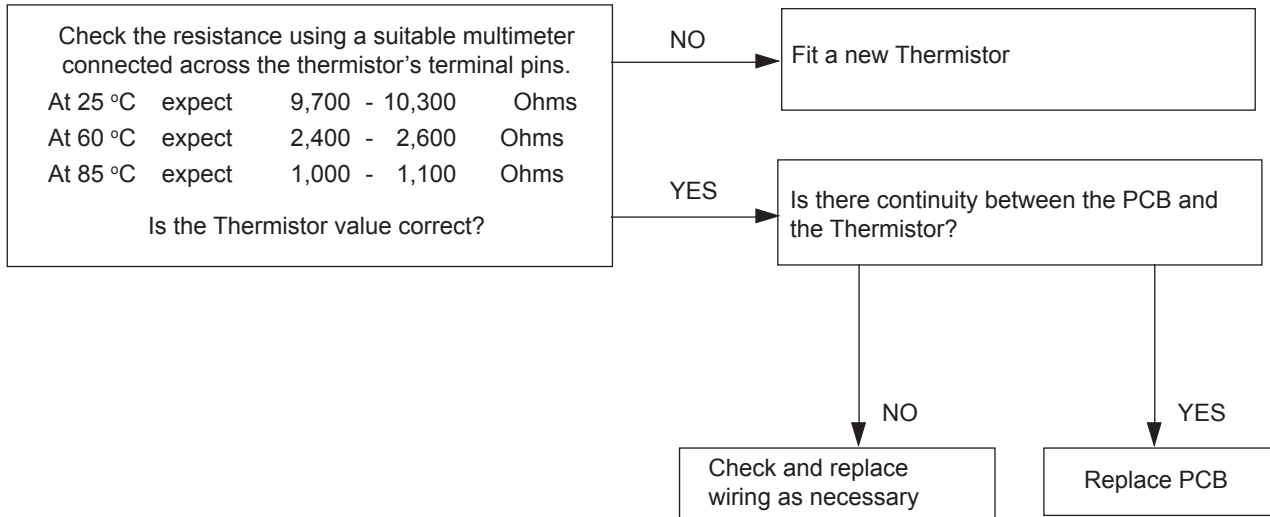 Check the resistance using a suitable multimeter
connected across the thermistor's terminal pins.
At 25 °C expect 9,700 - 10,300 Ohms
At 60 °C expect 2,400 - 2,600 Ohms
At 85 °C expect 1,000 - 1,100 Ohms
Is the Thermistor value correct?
NO
Fit a new Thermistor
YES
Is there continuity between the PCB and
the Thermistor?
NO
Check and replace
wiring as necessary
YES
Replace PCB